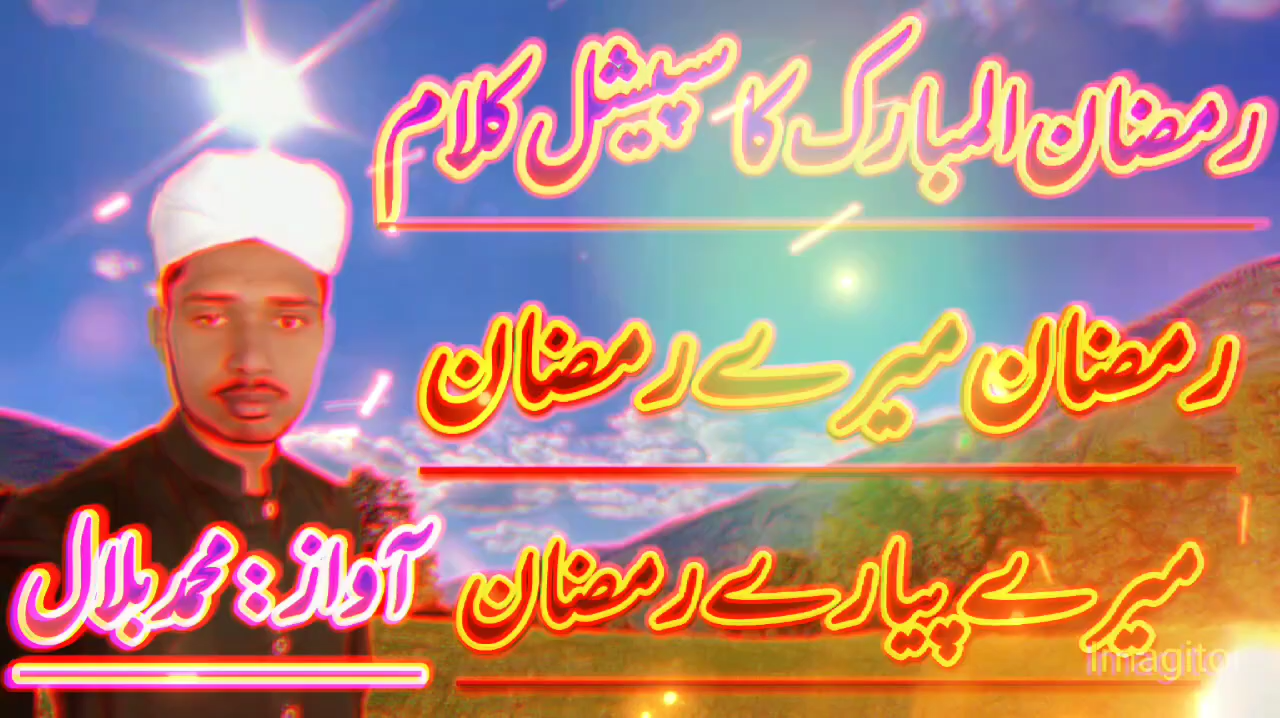 رمضان المبارک کا سپیشل کلام
رمضان میرے رمضان
میرے پیارے رمضان
آواز: محمد بلال
Imagitor